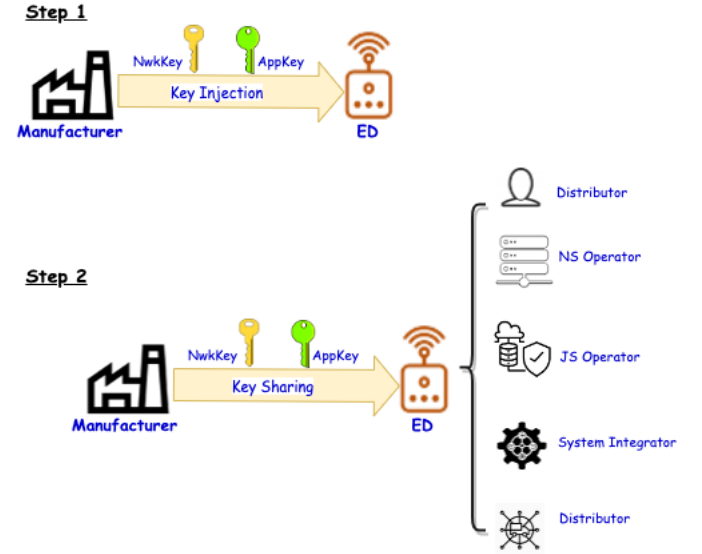 Step 1
NwkKey
AppKey
Key Injection
Manufacturer
ED
Distributor
NS Operator
Step 2
NwkKey
AppKey
JS Operator
Key Sharing
Manufacturer
ED
System Integrator
Distributor